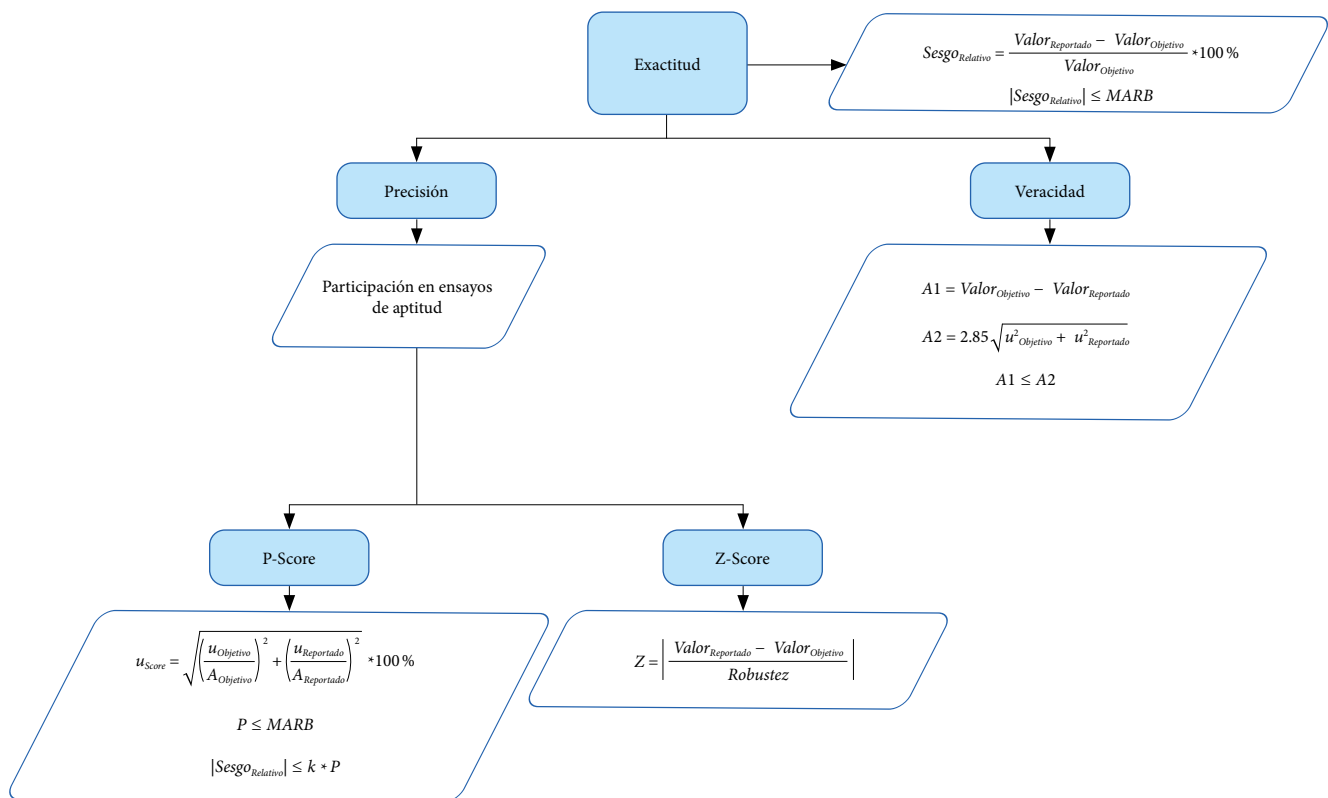 Exactitud
Sesgo_Relativo = (Valor_Reportado − Valor_Objetivo) / Valor_Objetivo *100 %
|Sesgo_Relativo| ≤ MARB
Precisión
Veracidad
Participación en ensayos
de aptitud
A1 = Valor_Objetivo − Valor_Reportado
A2 = 2.85 √(u²_Objetivo + u²_Reportado)
A1 ≤ A2
P-Score
Z-Score
u_Score = √((u_Objetivo / A_Objetivo)² + (u_Reportado / A_Reportado)²) *100 %
P ≤ MARB
|Sesgo_Relativo| ≤ k * P
Z = |(Valor_Reportado − Valor_Objetivo) / Robustez|